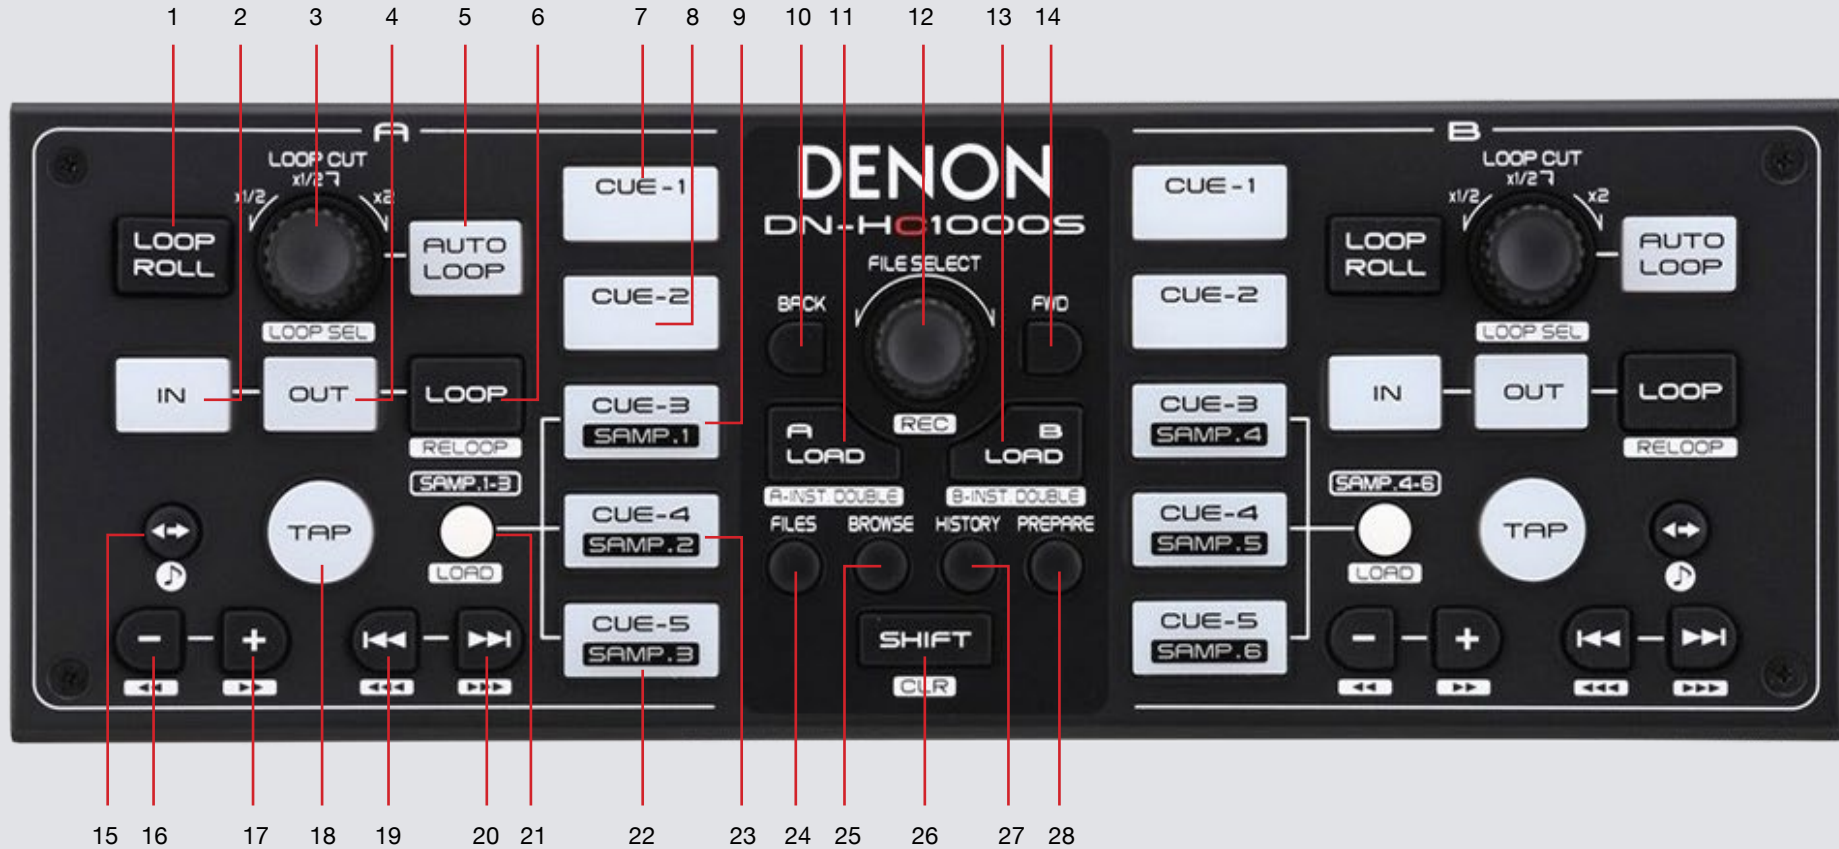 1 2 3 4 5 6 7 8 9 10 11 12 13 14
A
LOOP CUT
x1/2
x1/2 x2
LOOP
ROLL
AUTO
LOOP
LOOP SEL
IN
OUT
LOOP
RELOOP
SAMP.1-3
TAP
LOAD
- +
CUE-1
CUE-2
CUE-3
SAMP.1
CUE-4
SAMP.2
CUE-5
SAMP.3
DENON
DN-HC1000S
FILE SELECT
BACK
FWD
REC
A
LOAD
B
LOAD
A-INST. DOUBLE
B-INST. DOUBLE
FILES BROWSE HISTORY PREPARE
SHIFT
CLR
B
CUE-1
CUE-2
CUE-3
SAMP.4
CUE-4
SAMP.5
CUE-5
SAMP.6
LOOP CUT
x1/2
x1/2 x2
LOOP
ROLL
AUTO
LOOP
LOOP SEL
IN
OUT
LOOP
RELOOP
SAMP.4-6
TAP
LOAD
- +
15 16 17 18 19 20 21 22 23 24 25 26 27 28